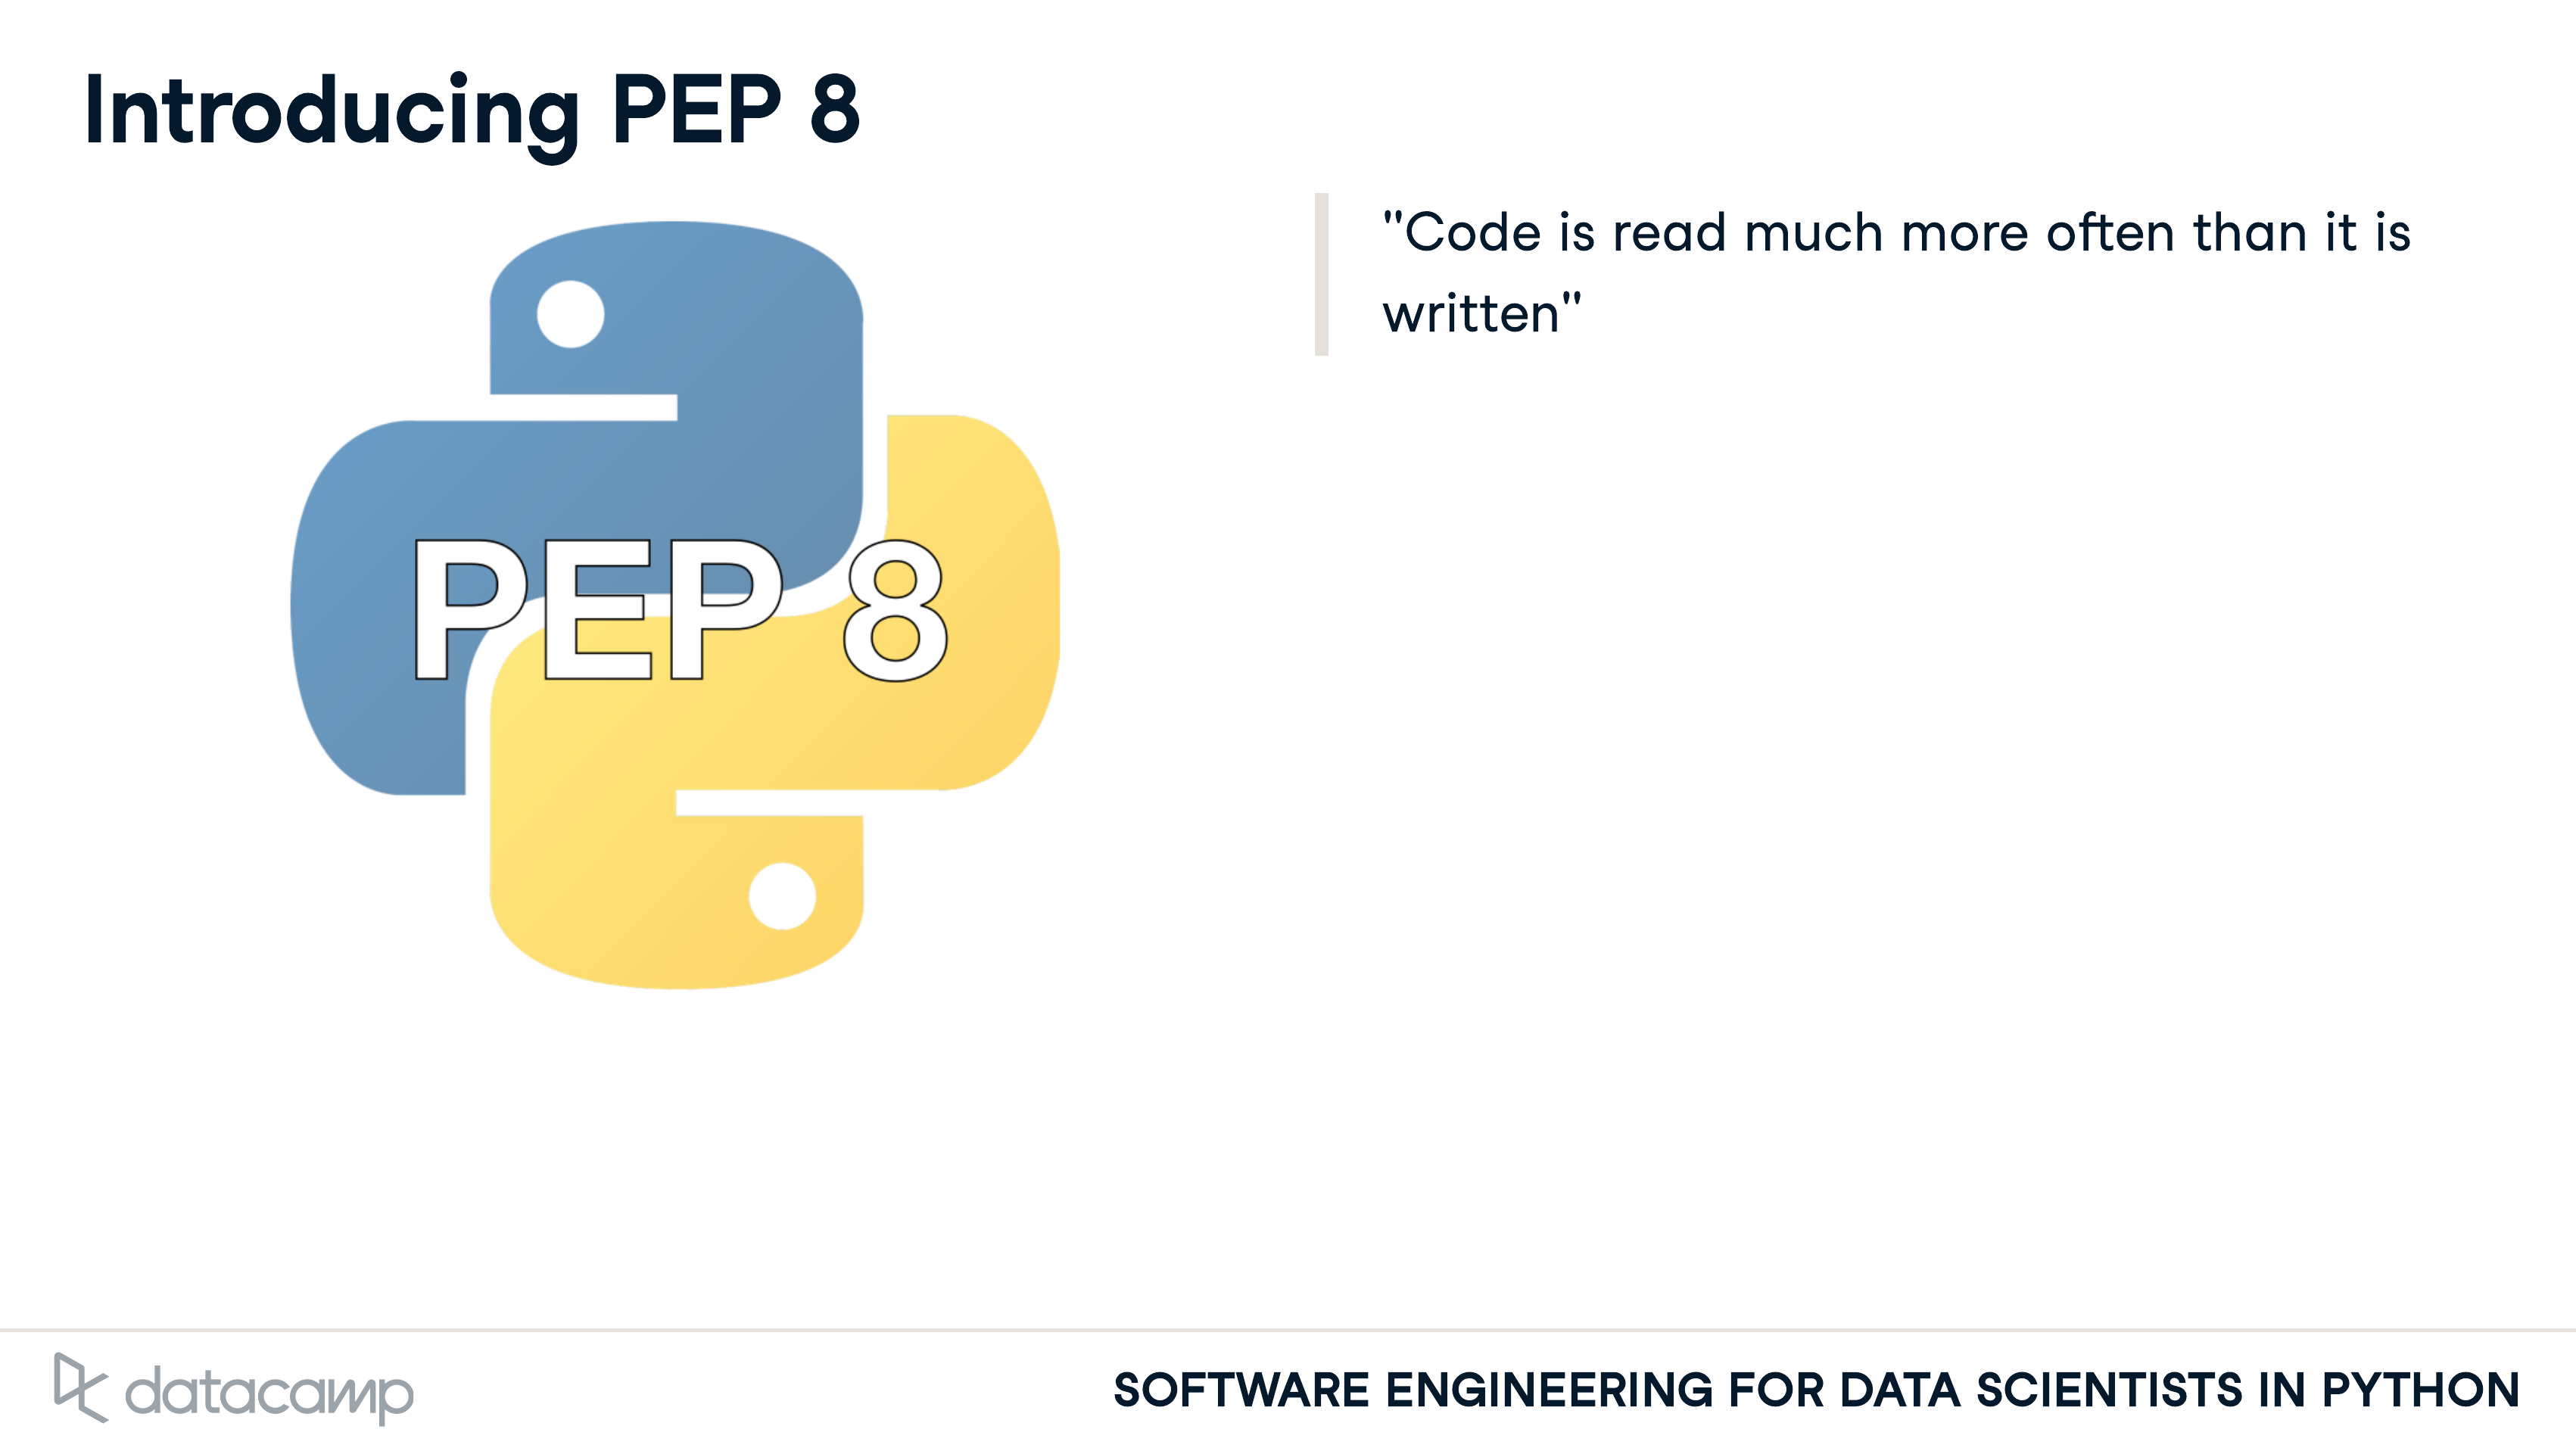 Introducing PEP 8
PEP 8
"Code is read much more often than it is
written"
datacamp
SOFTWARE ENGINEERING FOR DATA SCIENTISTS IN PYTHON